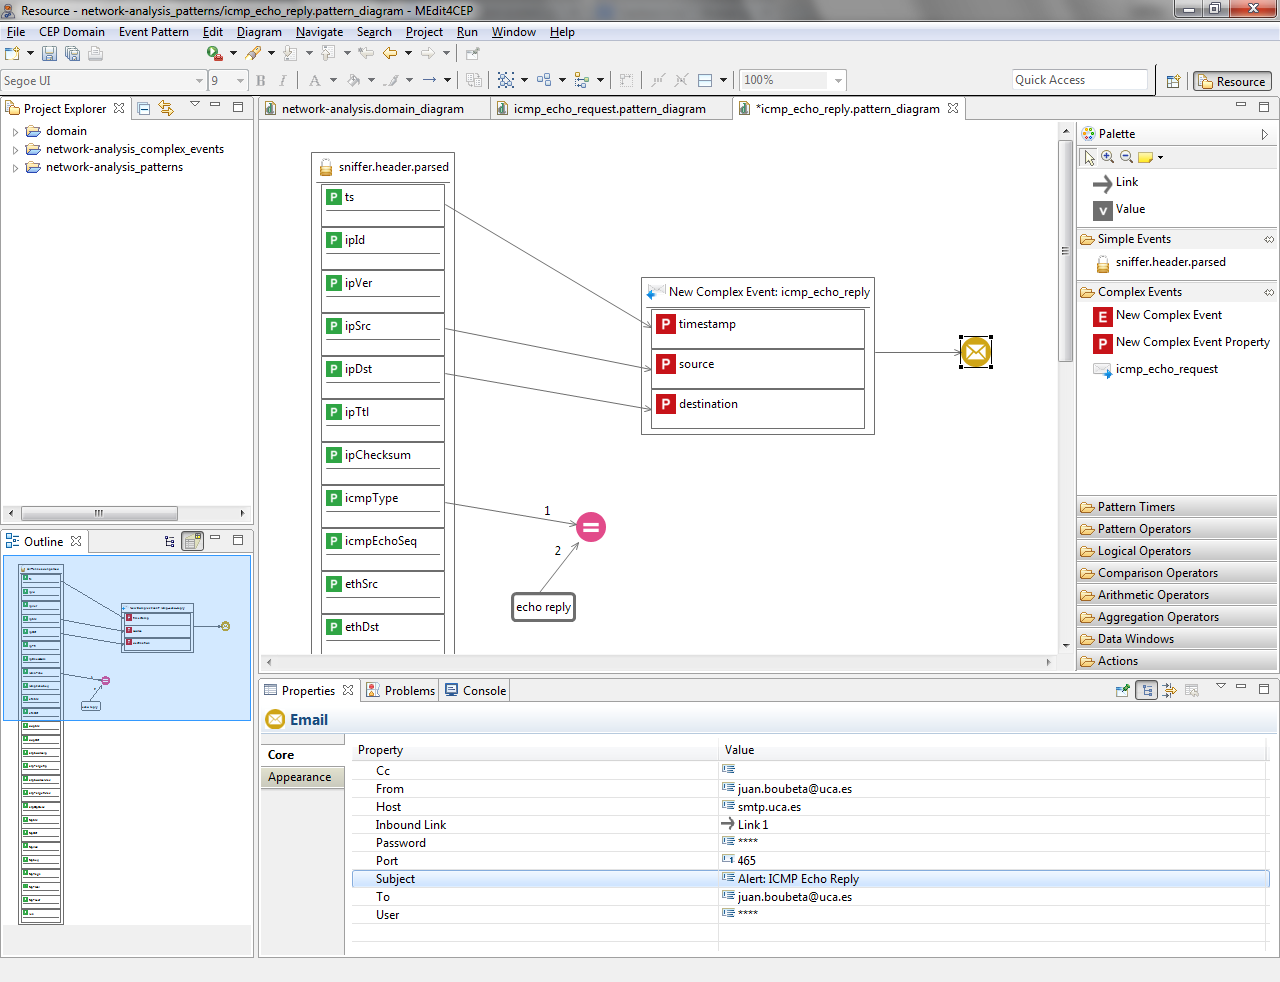 Resource - network-analysis_patterns/icmp_echo_reply.pattern_diagram - MEdit4CEP
File CEP Domain Event Pattern Edit Diagram Navigate Search Project Run Window Help
Segoe UI 9 B I A 100% Quick Access Resource
Project Explorer
domain
network-analysis_complex_events
network-analysis_patterns
Outline
network-analysis.domain_diagram icmp_echo_request.pattern_diagram *icmp_echo_reply.pattern_diagram
sniffer.header.parsed
P ts
P ipId
P ipVer
P ipSrc
P ipDst
P ipTtl
P ipChecksum
P icmpType
P icmpEchoSeq
P ethSrc
P ethDst
New Complex Event: icmp_echo_reply
P timestamp
P source
P destination
1
2
echo reply
Palette
Link
V Value
Simple Events
sniffer.header.parsed
Complex Events
E New Complex Event
P New Complex Event Property
icmp_echo_request
Pattern Timers
Pattern Operators
Logical Operators
Comparison Operators
Arithmetic Operators
Aggregation Operators
Data Windows
Actions
Properties Problems Console
Email
Core
Appearance
Property Value
Cc
From juan.boubeta@uca.es
Host smtp.uca.es
Inbound Link Link 1
Password ****
Port 465
Subject Alert: ICMP Echo Reply
To juan.boubeta@uca.es
User ****